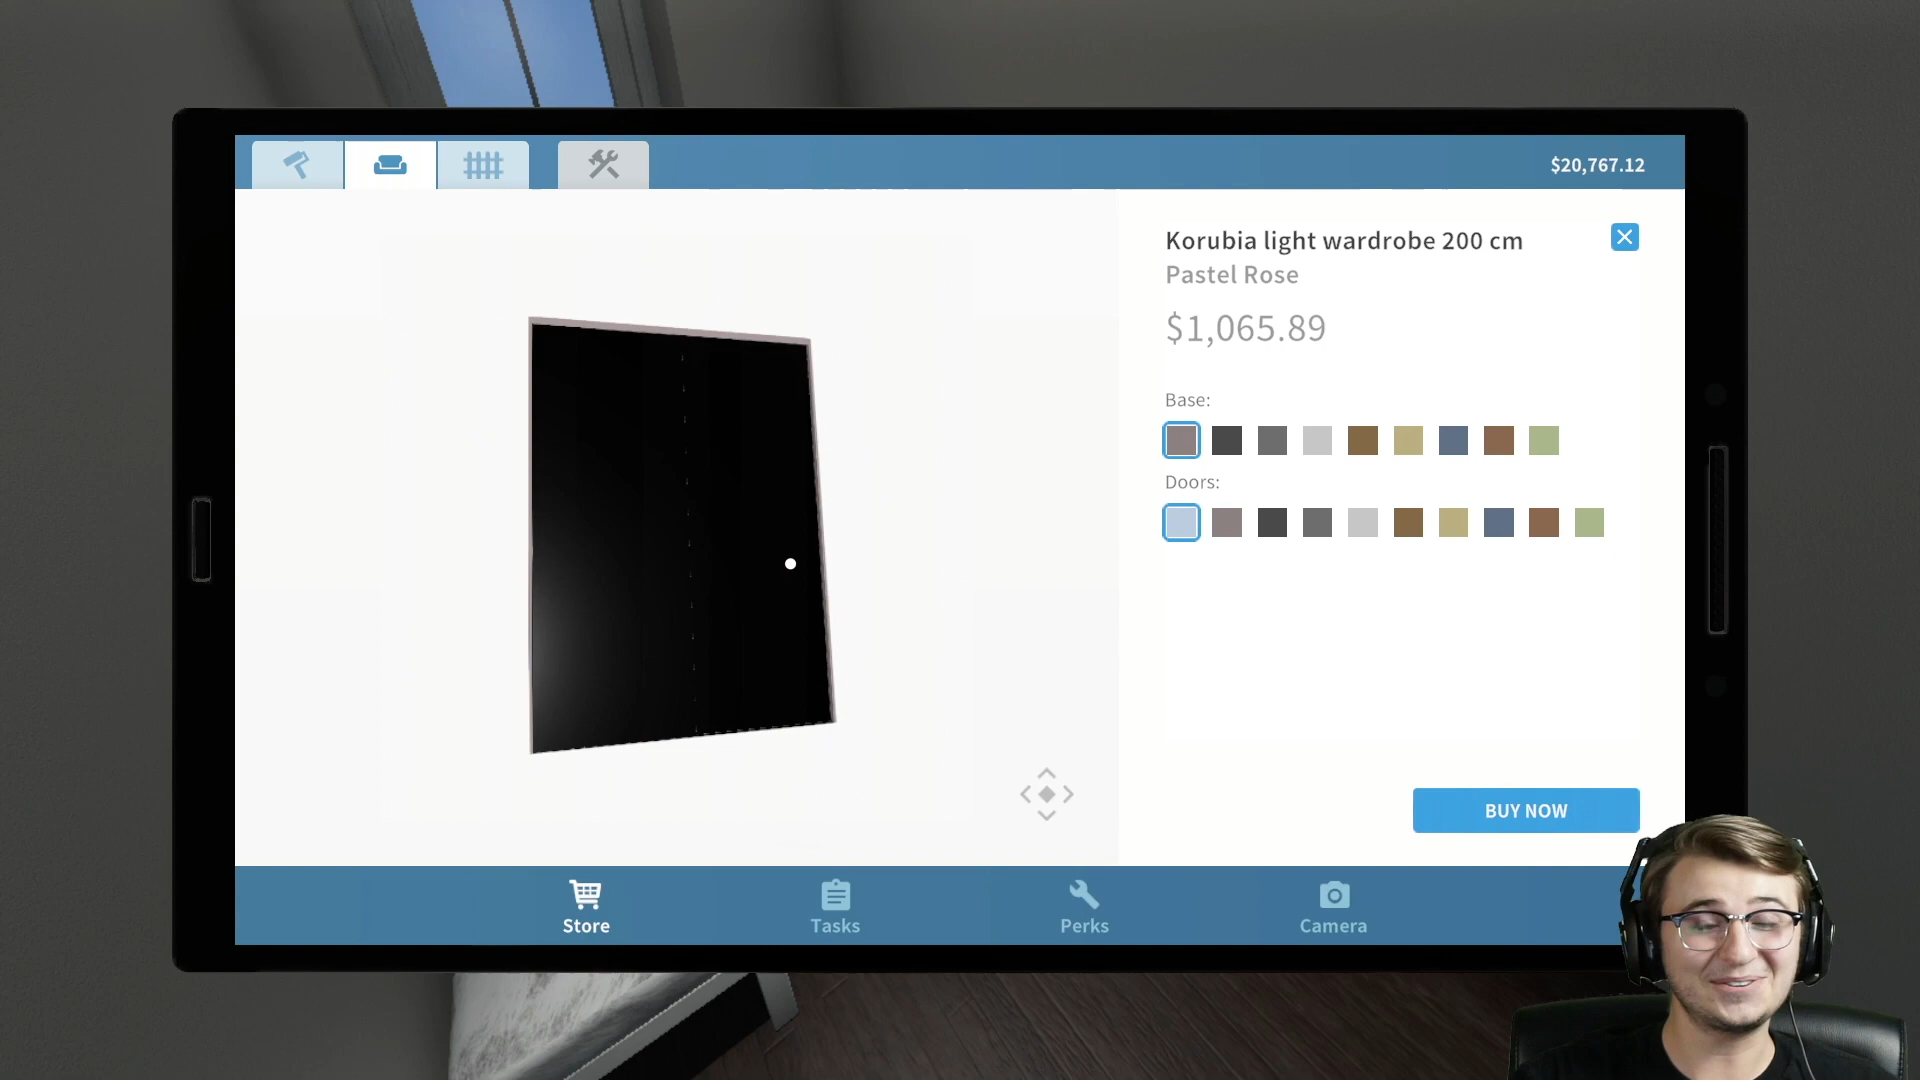 $20,767.12
Korubia light wardrobe 200 cm
Pastel Rose
$1,065.89
Base:
Doors:
BUY NOW
Store
Tasks
Perks
Camera